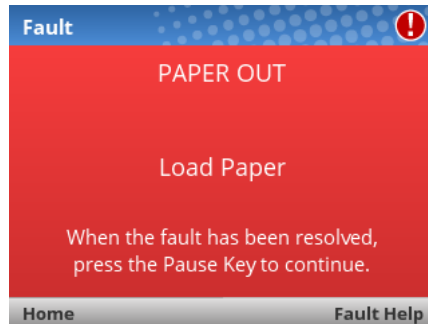 Fault
PAPER OUT
Load Paper
When the fault has been resolved,
press the Pause Key to continue.
Home
Fault Help